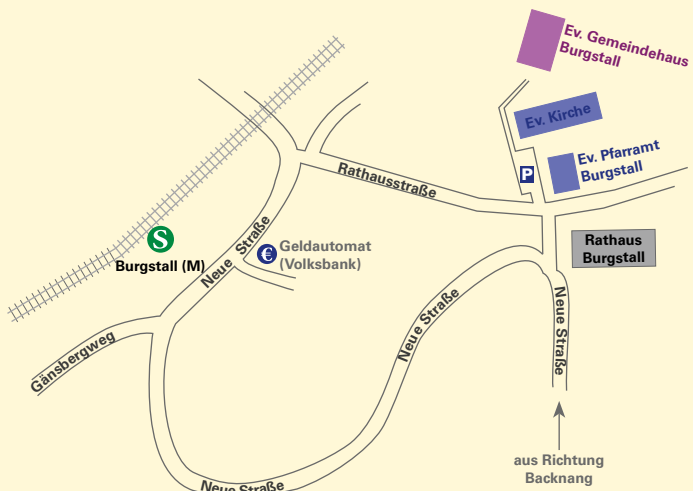 Ev. Gemeindehaus
Burgstall
Ev. Kirche
Ev. Pfarramt
Burgstall
P
Rathausstraße
Rathaus
Burgstall
S
Burgstall (M)
Neue Straße
€
Geldautomat
(Volksbank)
Neue Straße
Neue Straße
Gänsbergweg
Neue Straße
aus Richtung
Backnang